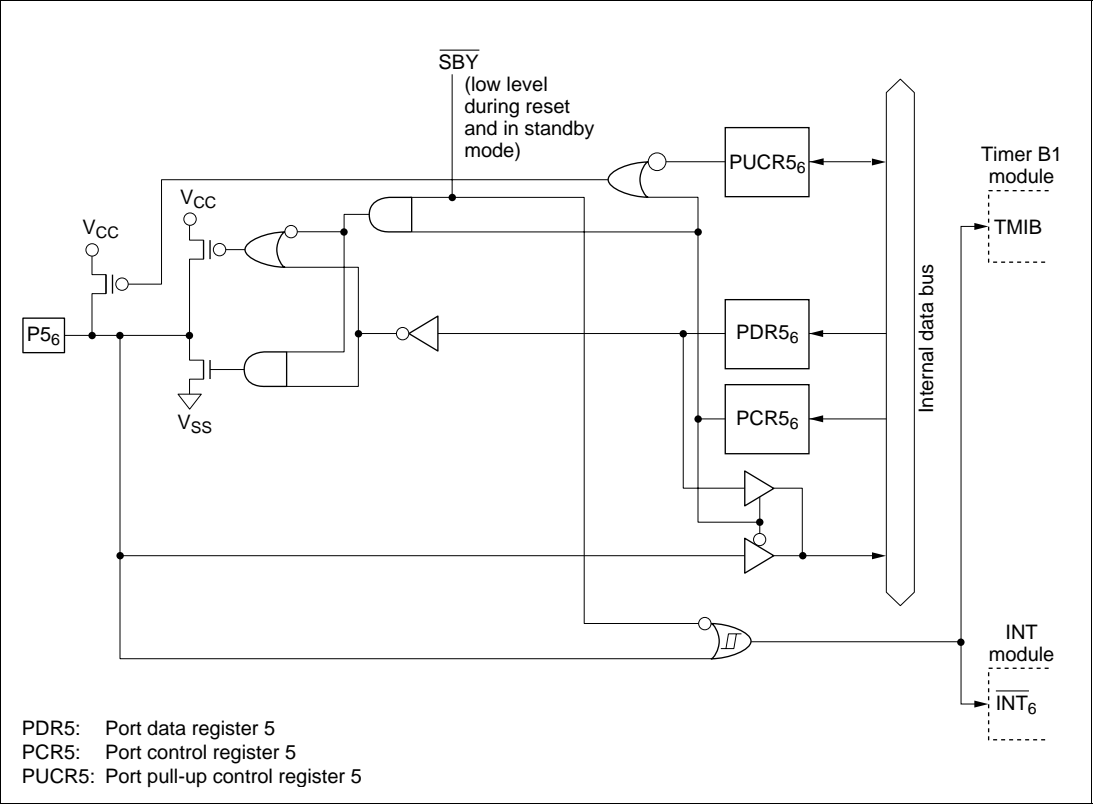 S̅B̅Y̅
(low level
during reset
and in standby
mode)
PUCR5₆
Timer B1
module
TMIB
V_CC
V_CC
Internal data bus
P5₆
PDR5₆
PCR5₆
V_SS
INT
module
I̅N̅T̅₆
PDR5: Port data register 5
PCR5: Port control register 5
PUCR5: Port pull-up control register 5